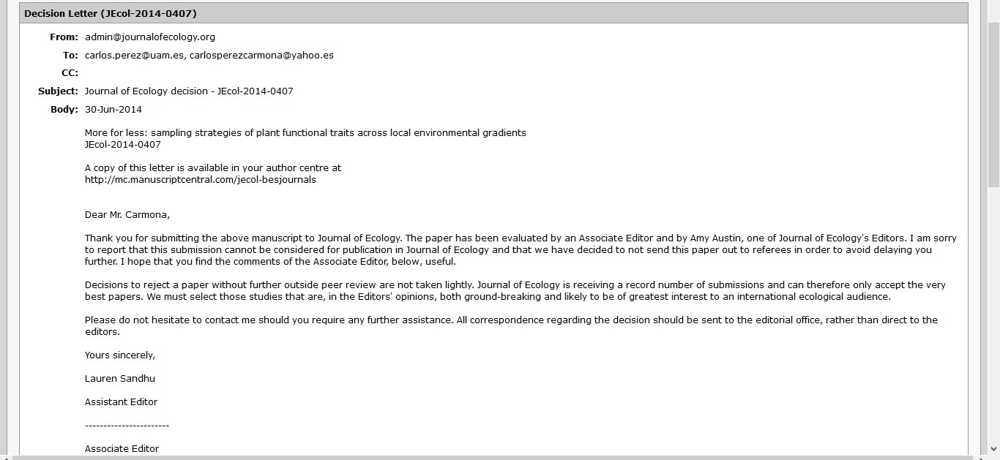 Decision Letter (JEcol-2014-0407)
From: admin@journalofecology.org
To: carlos.perez@uam.es, carlosperezcarmona@yahoo.es
CC:
Subject: Journal of Ecology decision - JEcol-2014-0407
Body: 30-Jun-2014
More for less: sampling strategies of plant functional traits across local environmental gradients
JEcol-2014-0407
A copy of this letter is available in your author centre at
http://mc.manuscriptcentral.com/jecol-besjournals
Dear Mr. Carmona,
Thank you for submitting the above manuscript to Journal of Ecology. The paper has been evaluated by an Associate Editor and by Amy Austin, one of Journal of Ecology's Editors. I am sorry
to report that this submission cannot be considered for publication in Journal of Ecology and that we have decided to not send this paper out to referees in order to avoid delaying you
further. I hope that you find the comments of the Associate Editor, below, useful.
Decisions to reject a paper without further outside peer review are not taken lightly. Journal of Ecology is receiving a record number of submissions and can therefore only accept the very
best papers. We must select those studies that are, in the Editors' opinions, both ground-breaking and likely to be of greatest interest to an international ecological audience.
Please do not hesitate to contact me should you require any further assistance. All correspondence regarding the decision should be sent to the editorial office, rather than direct to the
editors.
Yours sincerely,
Lauren Sandhu
Assistant Editor
-----------------------
Associate Editor